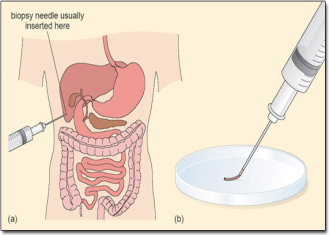 biopsy needle usually
inserted here
(a)
(b)